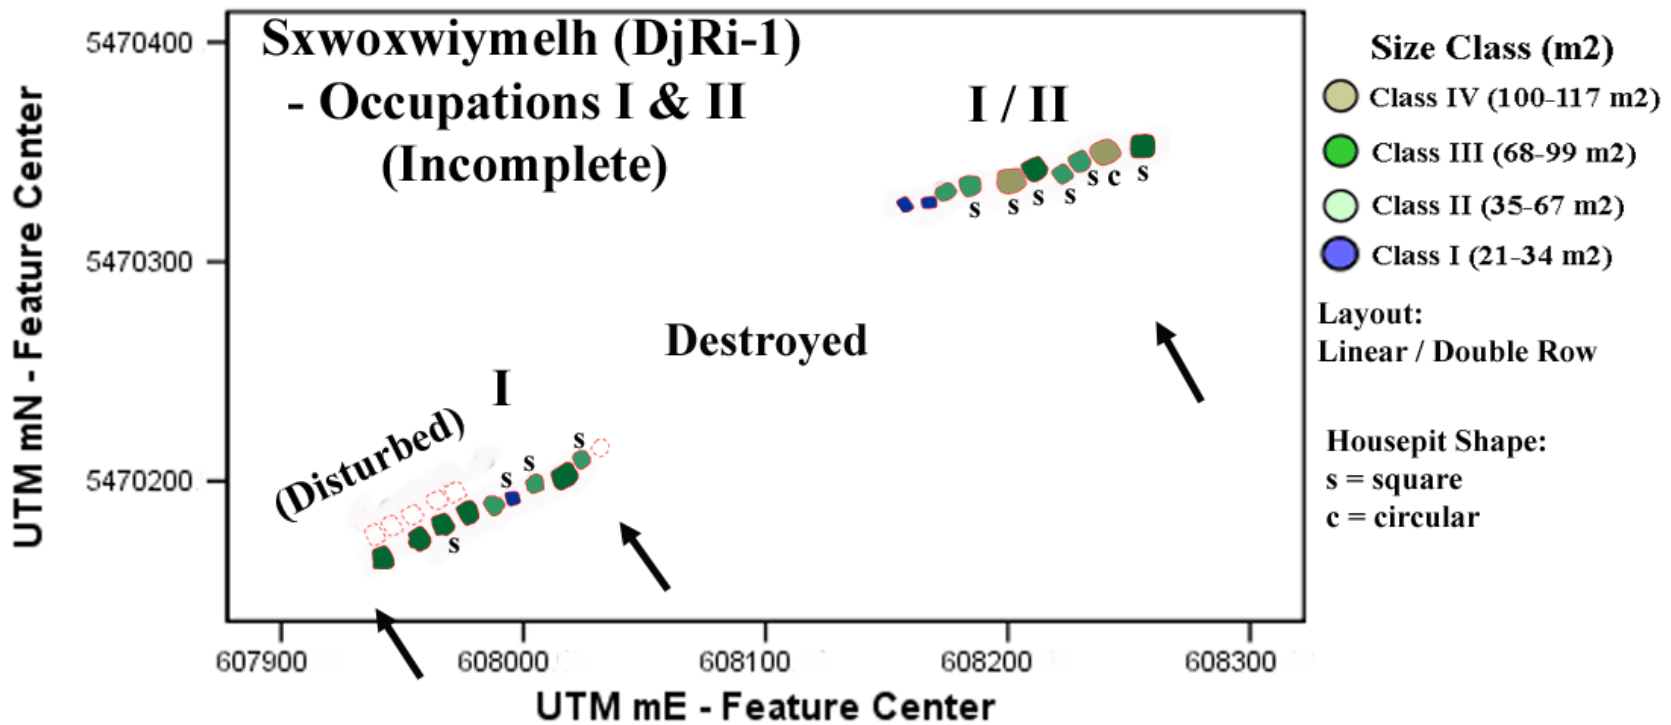 Sxwoxwiymelh (DjRi-1)
- Occupations I & II
(Incomplete)
I / II
s
s
s
s
s
c
s
Destroyed
I
(Disturbed)
s
s
s
s
UTM mN - Feature Center
5470400
5470300
5470200
607900
608000
608100
608200
608300
UTM mE - Feature Center
Size Class (m2)
Class IV (100-117 m2)
Class III (68-99 m2)
Class II (35-67 m2)
Class I (21-34 m2)
Layout:
Linear / Double Row
Housepit Shape:
s = square
c = circular